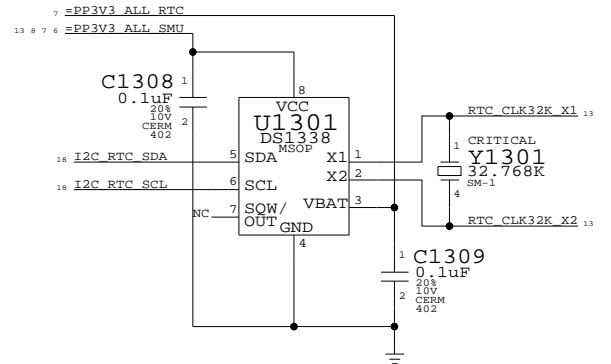 7 =PP3V3_ALL_RTC
13 8 7 6 =PP3V3_ALL_SMU
C1308 1
0.1uF
20%
10V
CERM
402
2
8
VCC
U1301
DS1338
MSOP
RTC_CLK32K_X1 13
18 I2C_RTC_SDA 5 SDA
X1 1
1 CRITICAL
Y1301
32.768K
SM-1
4
X2 2
18 I2C_RTC_SCL 6 SCL
VBAT 3
NC 7 SQW/
OUT
GND
4
RTC_CLK32K_X2 13
1 C1309
0.1uF
20%
10V
CERM
402
2